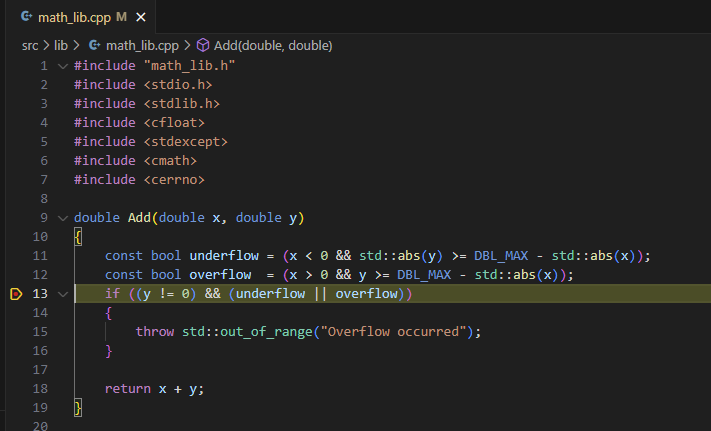 math_lib.cpp M
src > lib > math_lib.cpp > Add(double, double)
1 #include "math_lib.h"
2 #include <stdio.h>
3 #include <stdlib.h>
4 #include <cfloat>
5 #include <stdexcept>
6 #include <cmath>
7 #include <cerrno>
8
9 double Add(double x, double y)
10 {
11 const bool underflow = (x < 0 && std::abs(y) >= DBL_MAX - std::abs(x));
12 const bool overflow  = (x > 0 && y >= DBL_MAX - std::abs(x));
13 if ((y != 0) && (underflow || overflow))
14 {
15 throw std::out_of_range("Overflow occurred");
16 }
17
18 return x + y;
19 }
20